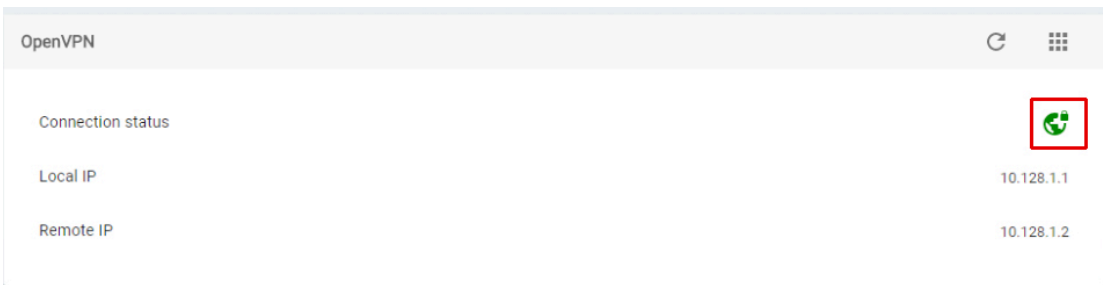 OpenVPN
Connection status
Local IP 10.128.1.1
Remote IP 10.128.1.2